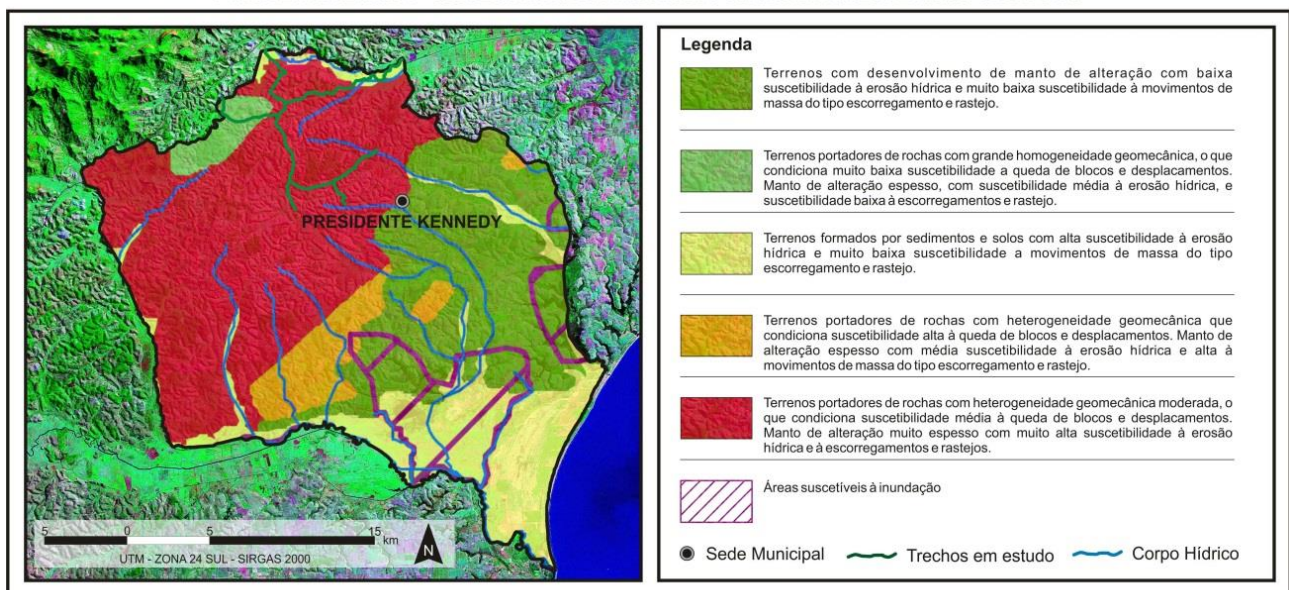 PRESIDENTE KENNEDY
5 0 5 15
km
UTM - ZONA 24 SUL - SIRGAS 2000
N
Legenda
Terrenos com desenvolvimento de manto de alteração com baixa
suscetibilidade à erosão hídrica e muito baixa suscetibilidade à movimentos de
massa do tipo escorregamento e rastejo.
Terrenos portadores de rochas com grande homogeneidade geomecânica, o que
condiciona muito baixa suscetibilidade a queda de blocos e desplacamentos.
Manto de alteração espesso, com suscetibilidade média à erosão hídrica, e
suscetibilidade baixa à escorregamentos e rastejo.
Terrenos formados por sedimentos e solos com alta suscetibilidade à erosão
hídrica e muito baixa suscetibilidade a movimentos de massa do tipo
escorregamento e rastejo.
Terrenos portadores de rochas com heterogeneidade geomecânica que
condiciona suscetibilidade alta à queda de blocos e desplacamentos. Manto de
alteração espesso com média suscetibilidade à erosão hídrica e alta à
movimentos de massa do tipo escorregamento e rastejo.
Terrenos portadores de rochas com heterogeneidade geomecânica moderada, o
que condiciona suscetibilidade média à queda de blocos e desplacamentos.
Manto de alteração muito espesso com muito alta suscetibilidade à erosão
hídrica e à escorregamentos e rastejos.
Áreas suscetíveis à inundação
Sede Municipal Trechos em estudo Corpo Hídrico